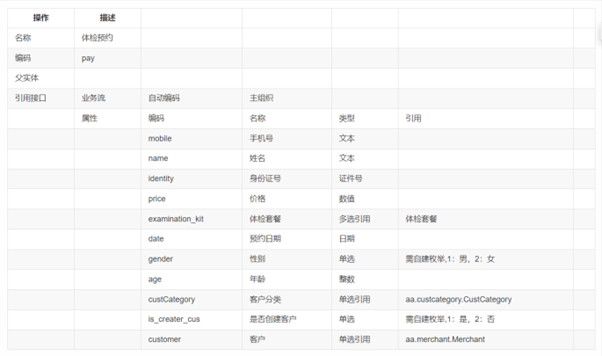 操作 描述
名称 体检预约
编码 pay
父实体
引用接口 业务流 自动编码 主组织
属性 编码 名称 类型 引用
mobile 手机号 文本
name 姓名 文本
identity 身份证号 证件号
price 价格 数值
examination_kit 体检套餐 多选引用 体检套餐
date 预约日期 日期
gender 性别 单选 需自建枚举,1：男，2：女
age 年龄 整数
custCategory 客户分类 单选引用 aa.custcategory.CustCategory
is_creater_cus 是否创建客户 单选 需自建枚举,1：是，2：否
customer 客户 单选引用 aa.merchant.Merchant